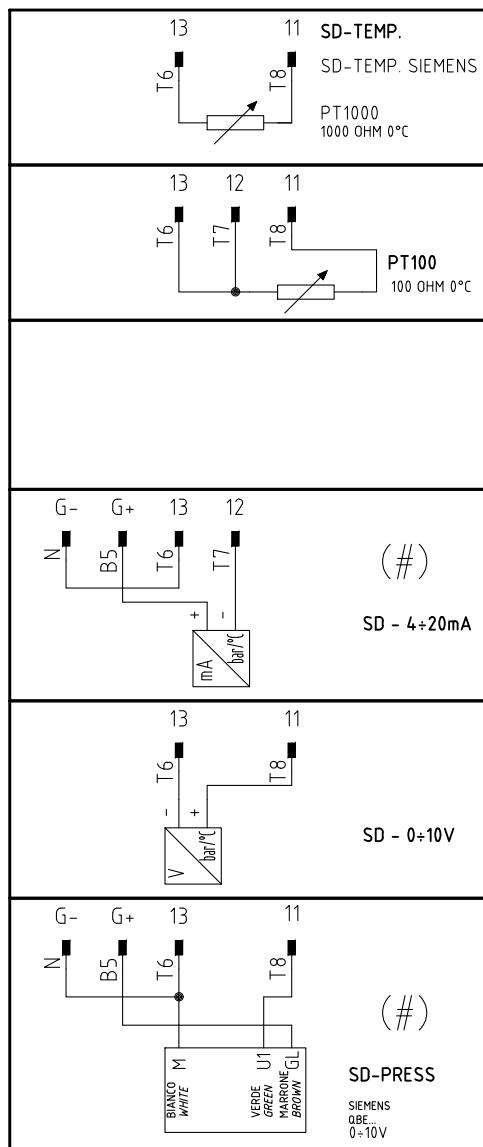 13 11 SD-TEMP.
T6 T8 SD-TEMP. SIEMENS
PT1000
1000 OHM 0°C
13 12 11
T6 T7 T8
PT100
100 OHM 0°C
G- G+ 13 12
N B5 T6 T7
(#)
+ -
mA bar/°C
SD - 4÷20mA
13 11
T6 T8
- +
V bar/°C
SD - 0÷10V
G- G+ 13 11
N B5 T6 T8
(#)
M U1 GL
BIANCO VERDE MARRONE
WHITE GREEN BROWN
SD-PRESS
SIEMENS
QBE...
0÷10V